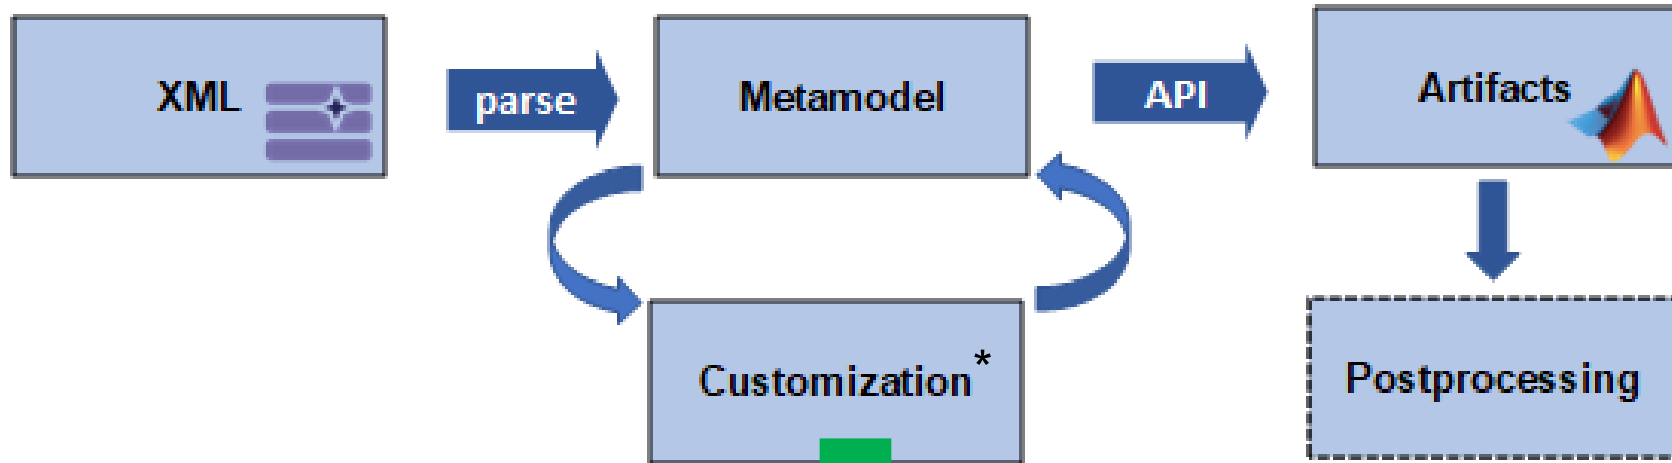 XML
parse
Metamodel
API
Artifacts
Customization*
Postprocessing